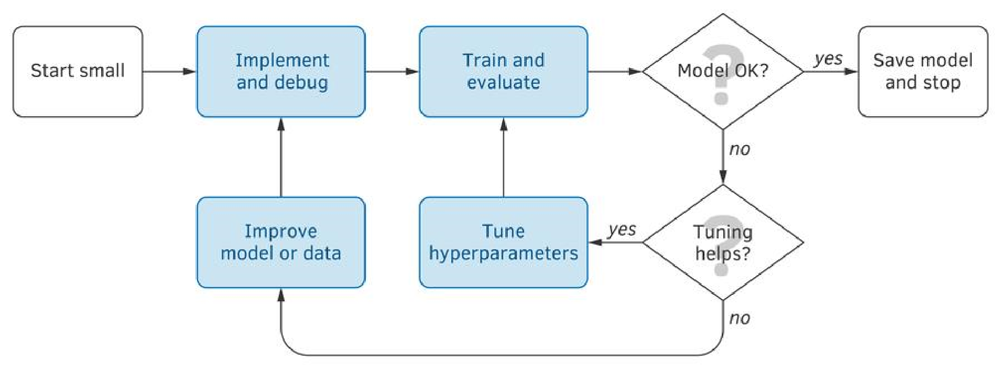 Start small
Implement
and debug
Train and
evaluate
Model OK?
yes
Save model
and stop
no
Improve
model or data
Tune
hyperparameters
yes
Tuning
helps?
no